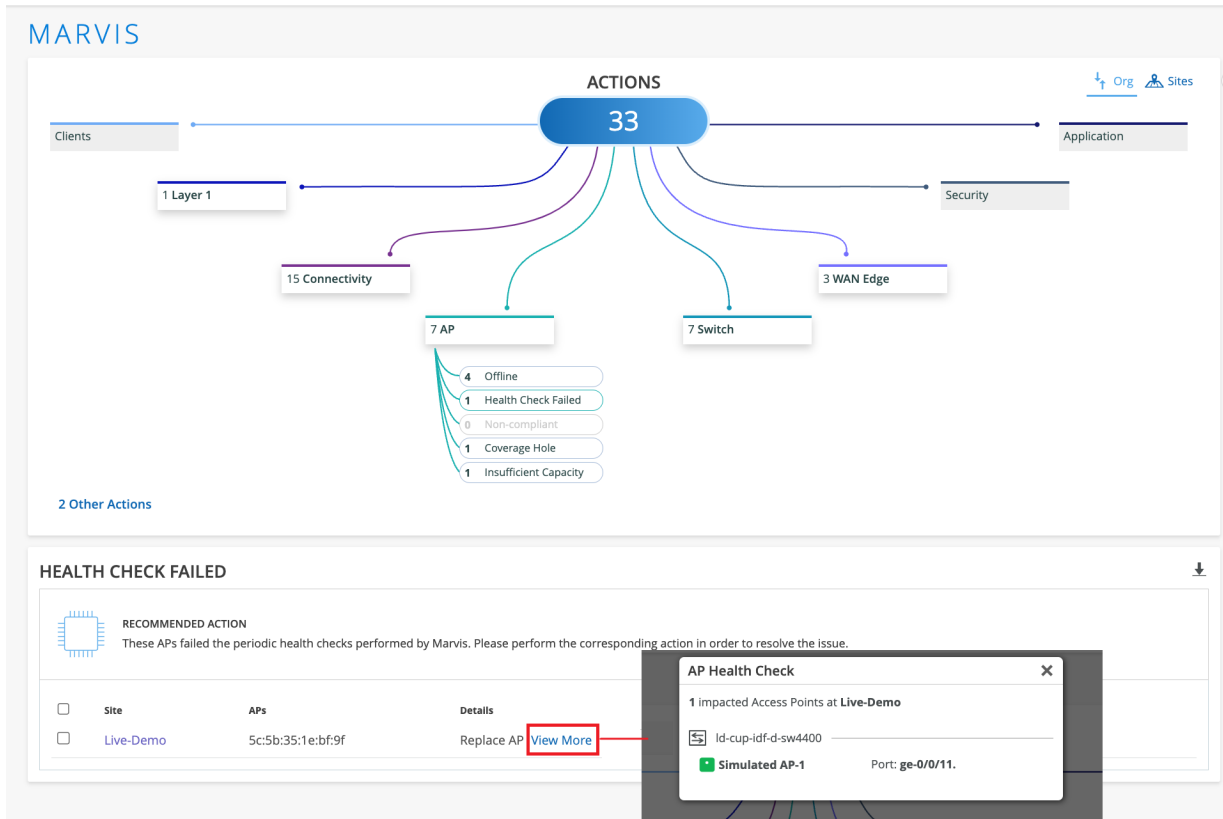 MARVIS
ACTIONS
Org Sites
33
Clients
Application
1 Layer 1
Security
15 Connectivity
3 WAN Edge
7 AP
7 Switch
4 Offline
1 Health Check Failed
0 Non-compliant
1 Coverage Hole
1 Insufficient Capacity
2 Other Actions
HEALTH CHECK FAILED
RECOMMENDED ACTION
These APs failed the periodic health checks performed by Marvis. Please perform the corresponding action in order to resolve the issue.
Site APs Details
Live-Demo 5c:5b:35:1e:bf:9f Replace AP View More
AP Health Check
1 impacted Access Points at Live-Demo
ld-cup-idf-d-sw4400
Simulated AP-1 Port: ge-0/0/11.